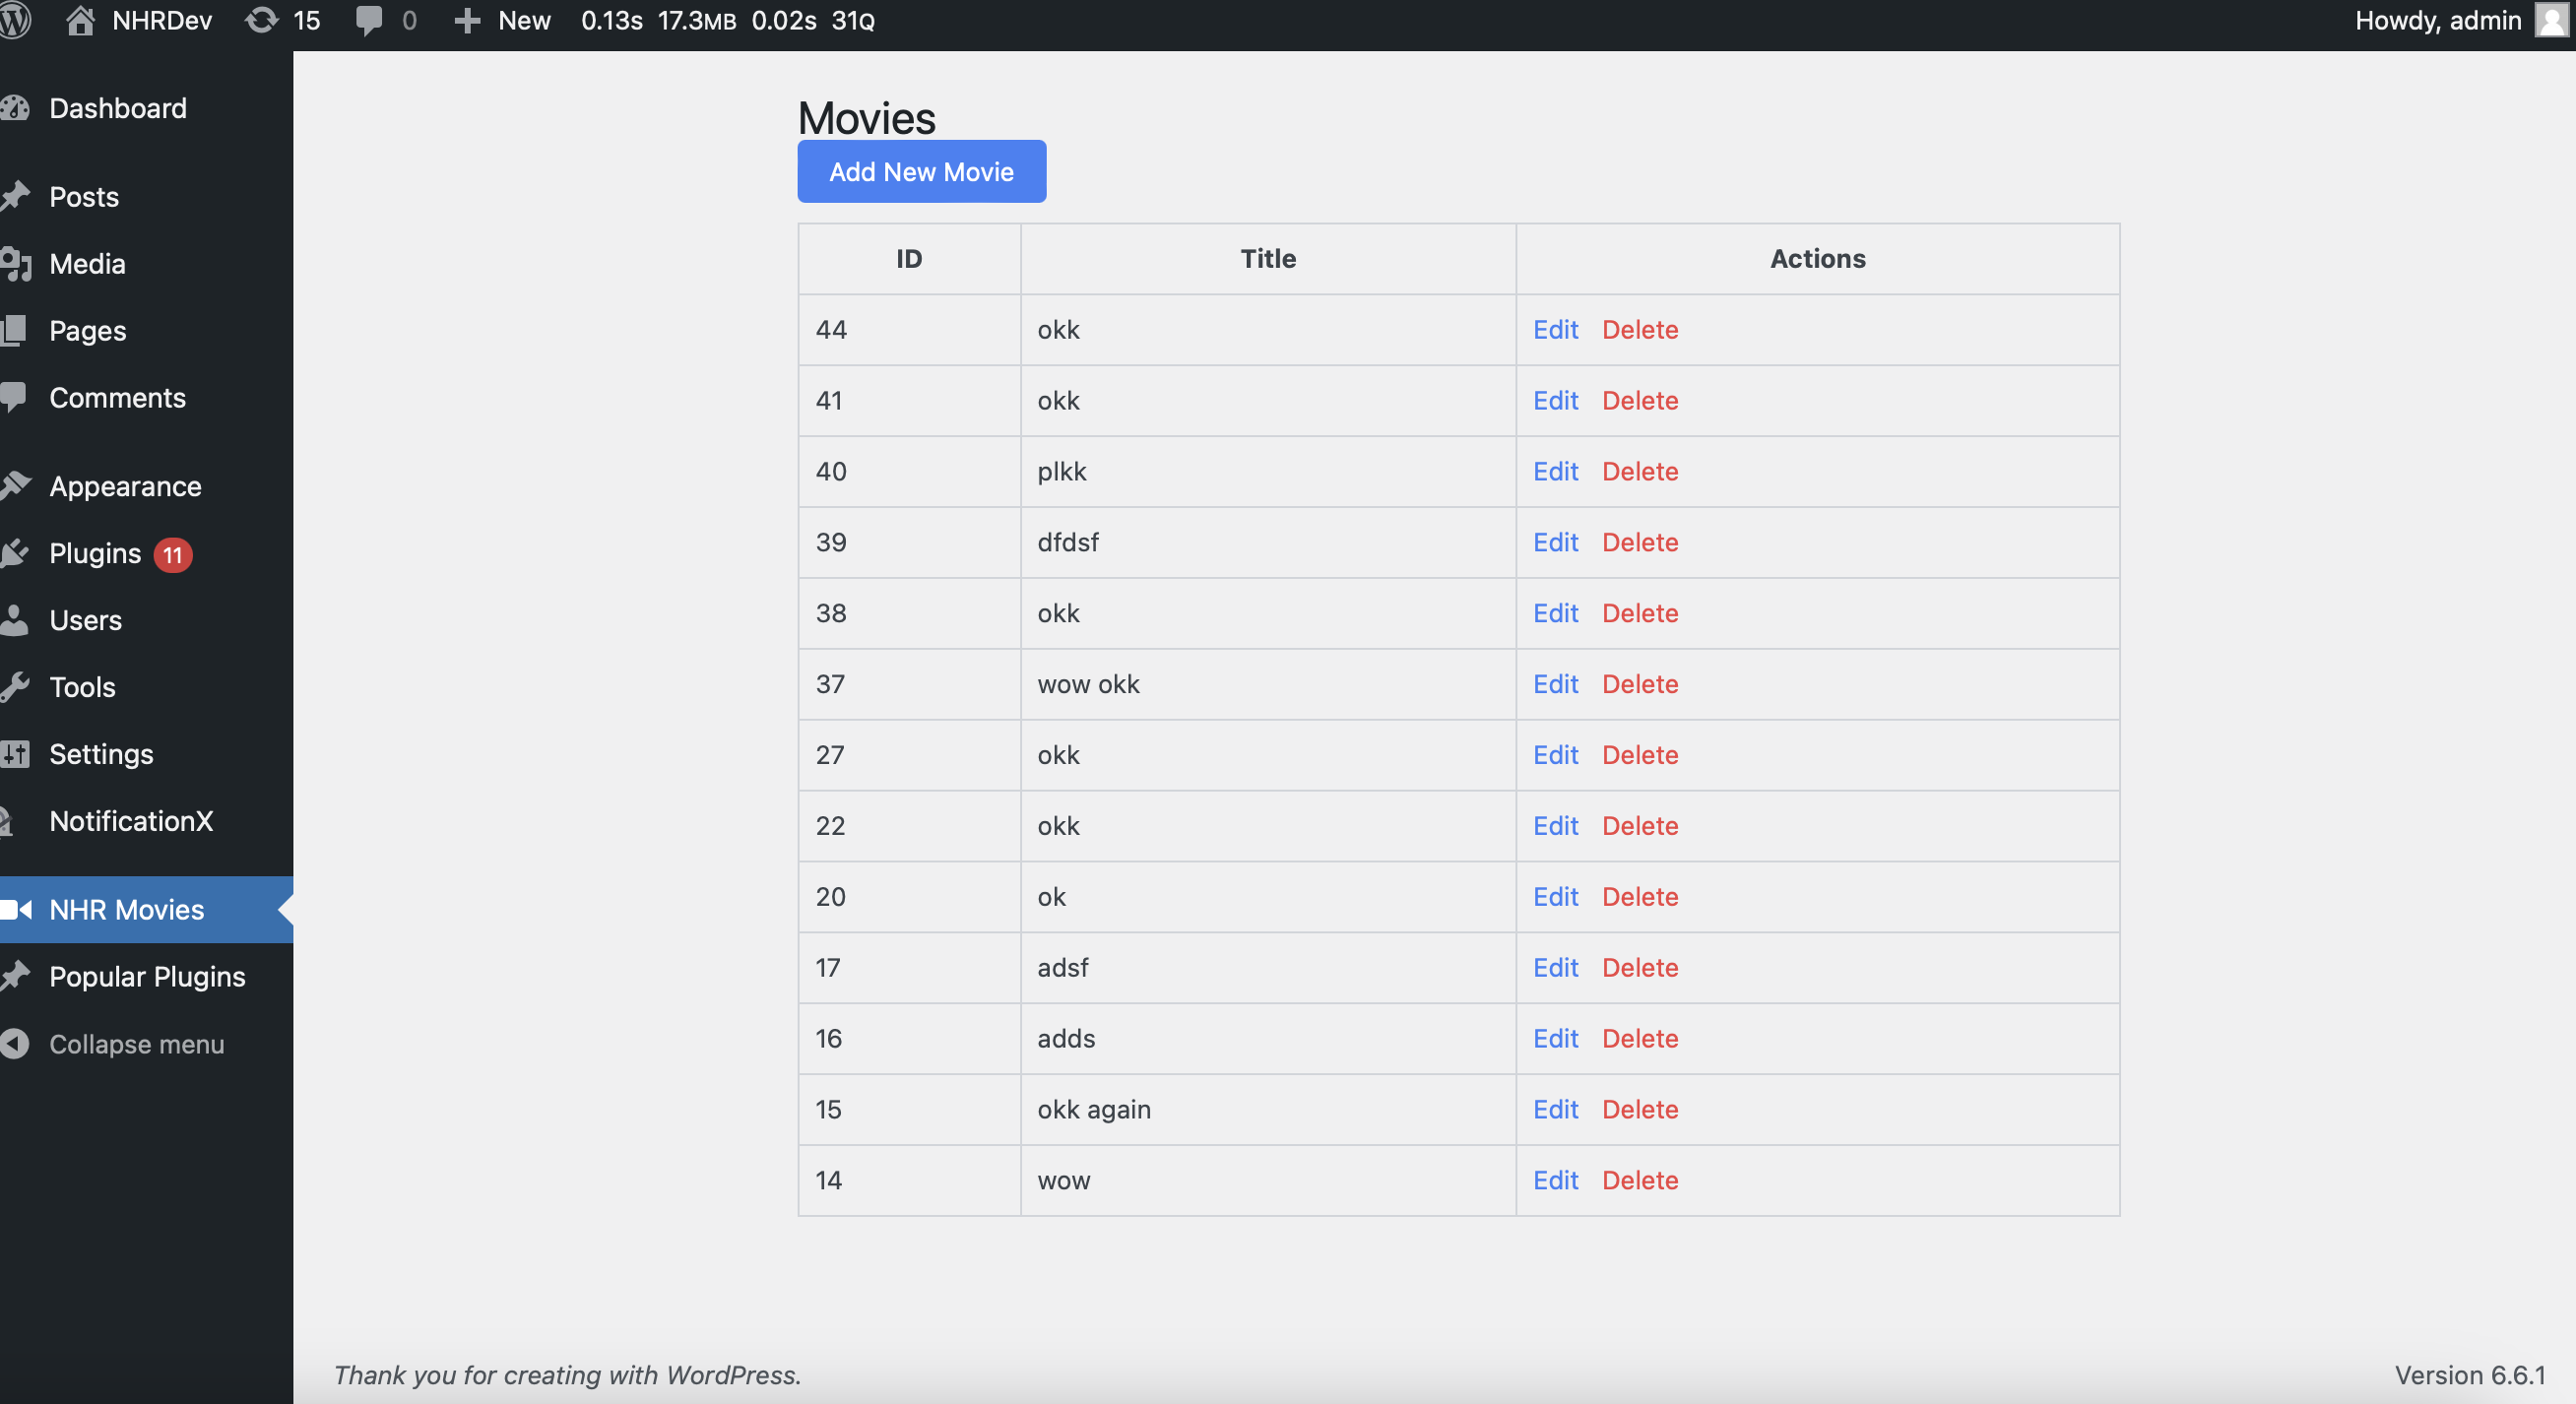 NHRDev 15 0 New 0.13s 17.3MB 0.02s 31Q Howdy, admin
Dashboard
Posts
Media
Pages
Comments
Appearance
Plugins 11
Users
Tools
Settings
NotificationX
NHR Movies
Popular Plugins
Collapse menu
Movies
Add New Movie
ID Title Actions
44 okk Edit Delete
41 okk Edit Delete
40 plkk Edit Delete
39 dfdsf Edit Delete
38 okk Edit Delete
37 wow okk Edit Delete
27 okk Edit Delete
22 okk Edit Delete
20 ok Edit Delete
17 adsf Edit Delete
16 adds Edit Delete
15 okk again Edit Delete
14 wow Edit Delete
Thank you for creating with WordPress. Version 6.6.1